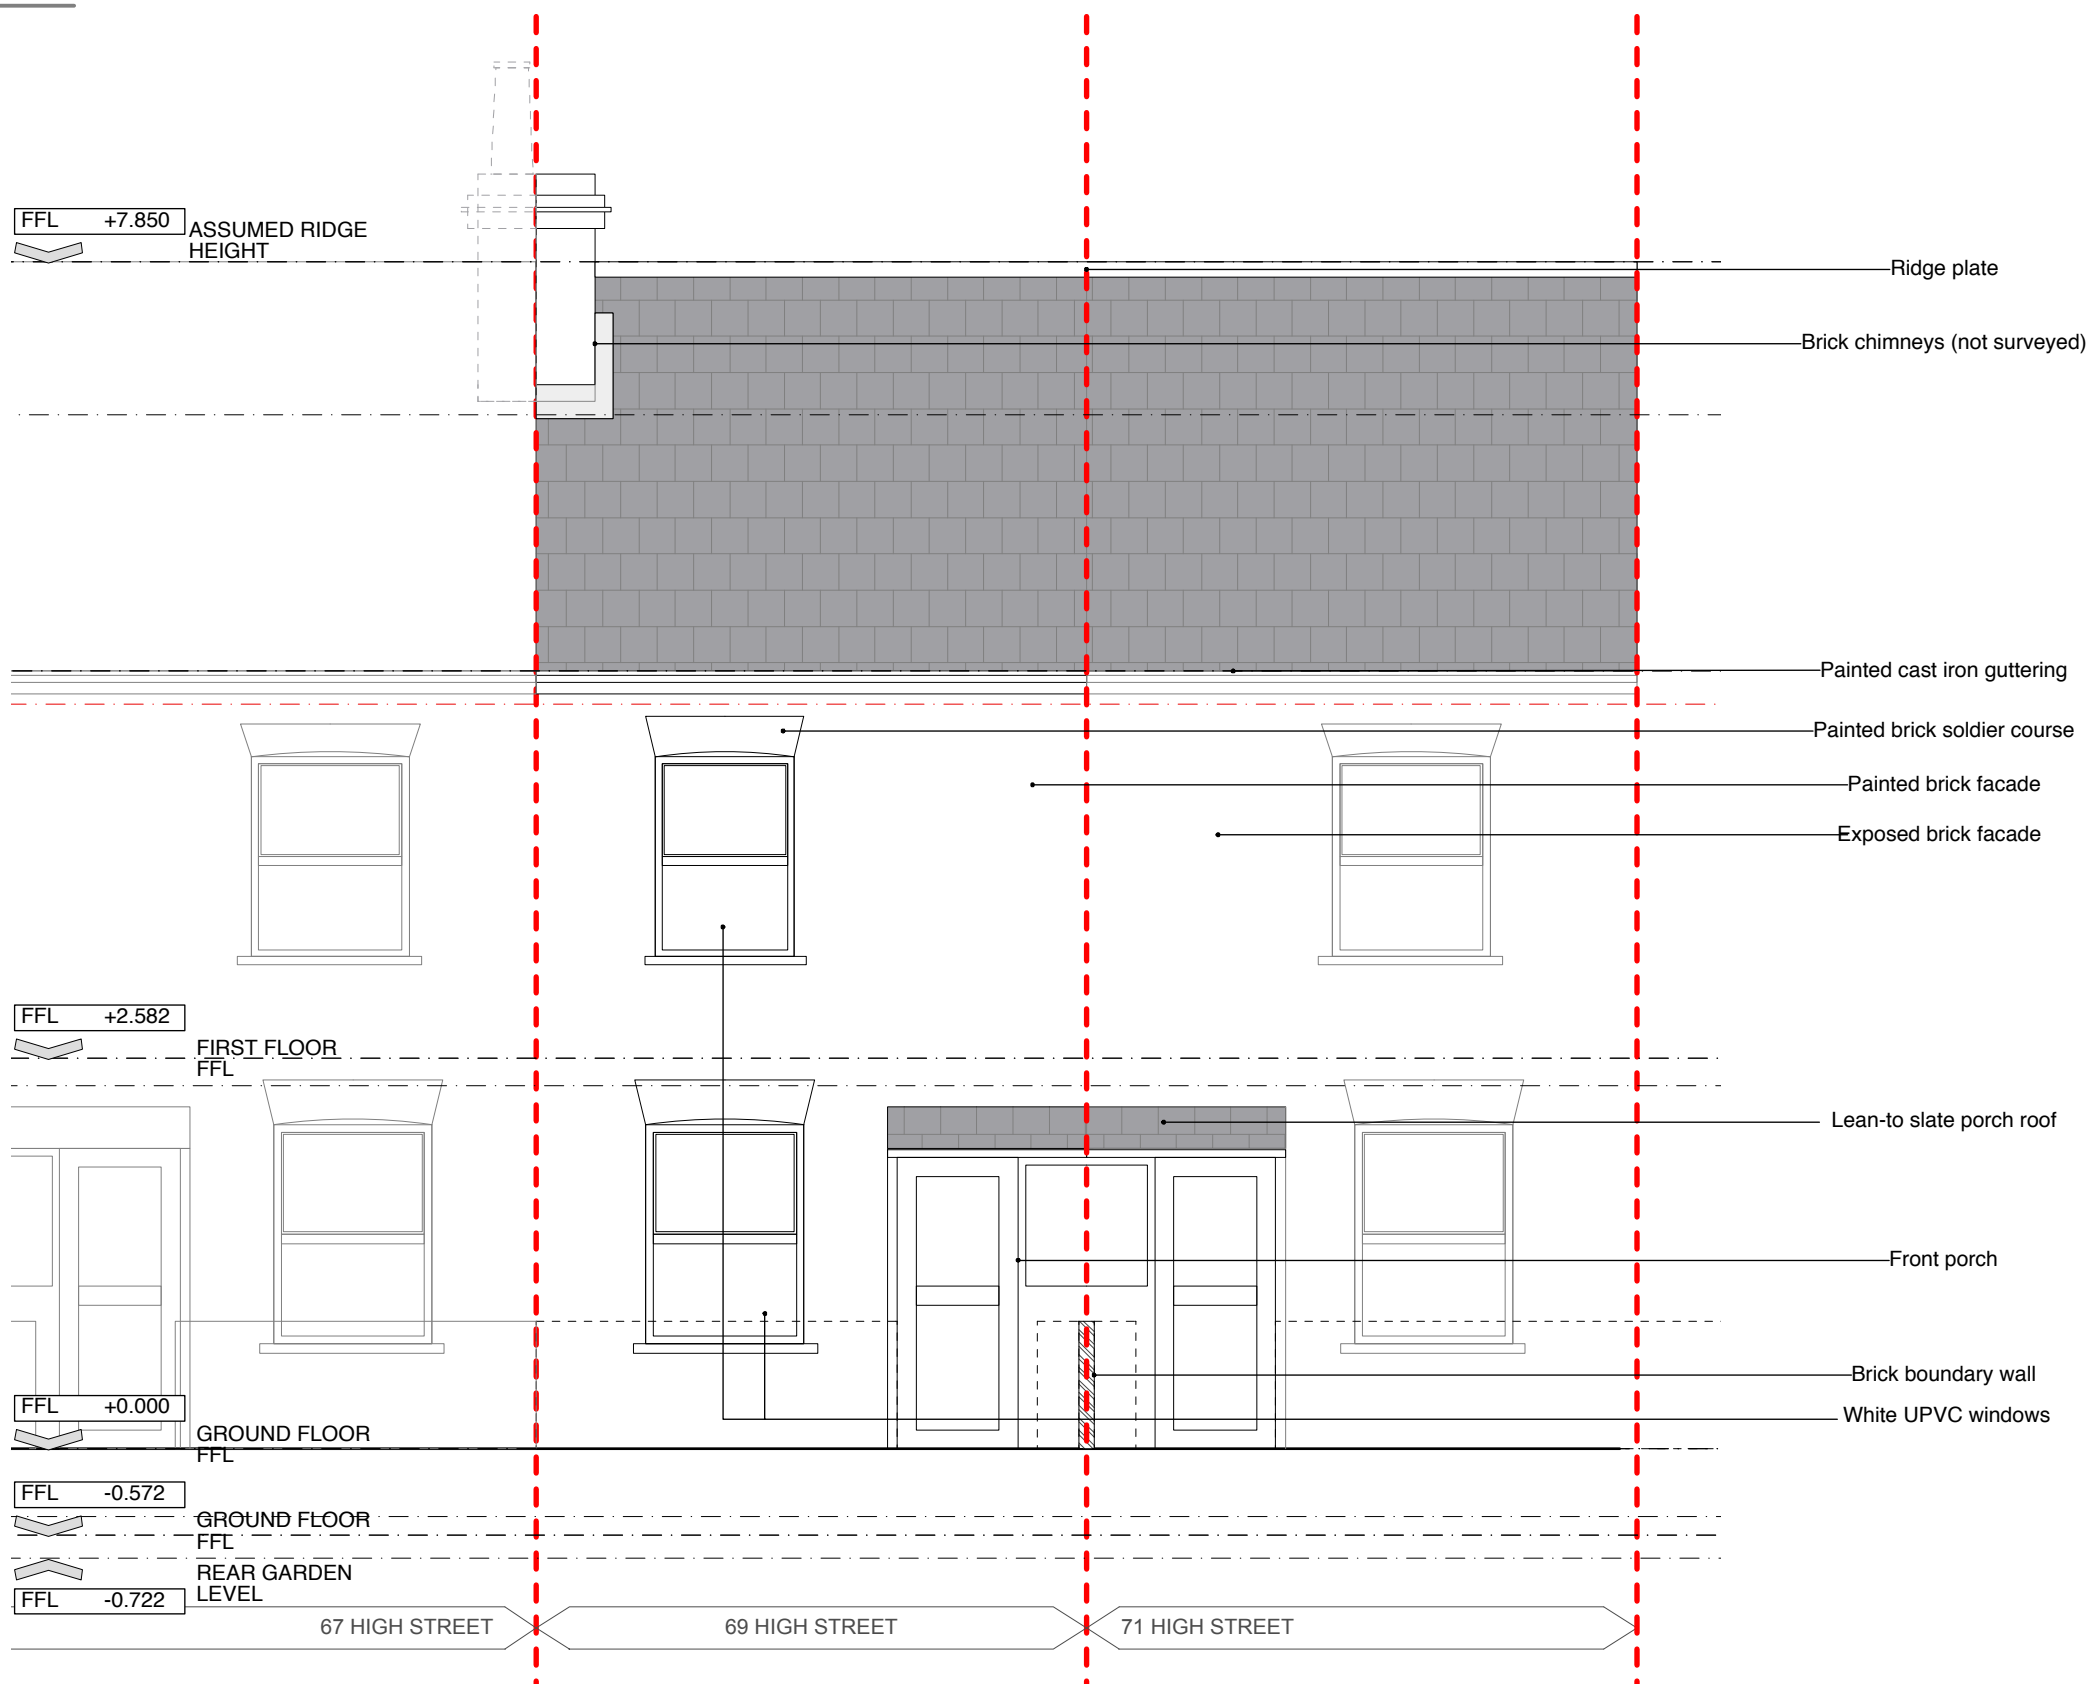 FFL +7.850
ASSUMED RIDGE
HEIGHT
Ridge plate
Brick chimneys (not surveyed)
Painted cast iron guttering
Painted brick soldier course
Painted brick facade
Exposed brick facade
FFL +2.582
FIRST FLOOR
FFL
Lean-to slate porch roof
Front porch
Brick boundary wall
FFL +0.000
White UPVC windows
GROUND FLOOR
FFL
FFL -0.572
GROUND FLOOR
FFL
REAR GARDEN
LEVEL
FFL -0.722
67 HIGH STREET
69 HIGH STREET
71 HIGH STREET